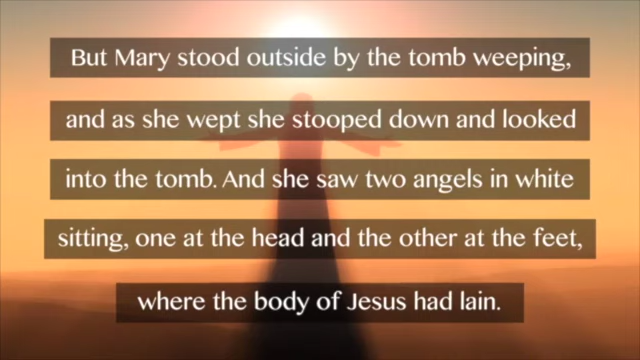 But Mary stood outside by the tomb weeping,
and as she wept she stooped down and looked
into the tomb. And she saw two angels in white
sitting, one at the head and the other at the feet,
where the body of Jesus had lain.